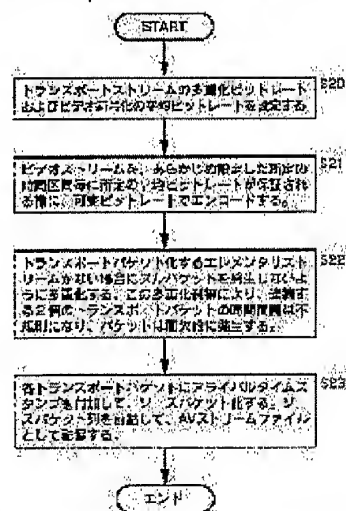 START
S20
トランスポートストリームの多重化ビットレート
およびビデオ符号化の平均ビットレートを設定する。
S21
ビデオストリームを、あらかじめ設定した所定の
時間区間毎に所定の平均ビットレートが保証され
る様に、可変ビットレートでエンコードする。
S22
トランスポートパケット化するエレメンタリスト
リームがない場合にヌルパケットを発生しないよ
うに多重化する。この多重化制御により、連続す
る2個のトランスポートパケットの時間間隔は不
規則になり、パケットは間欠的に発生する。
S23
各トランスポートパケットにアライバルタイムス
タンプを付加して、ソースパケット化する。ソー
スパケット列を前詰して、AVストリームファイル
として記録する。
エンド